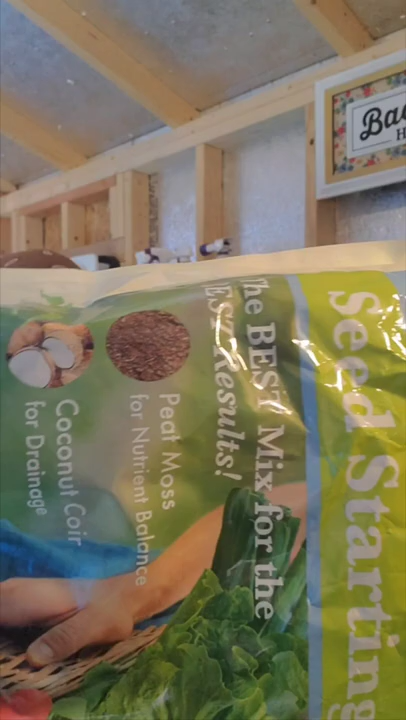 Seed Starting
The BEST Mix for the
BEST Results!
Peat Moss
for Nutrient Balance
Coconut Coir
for Drainage